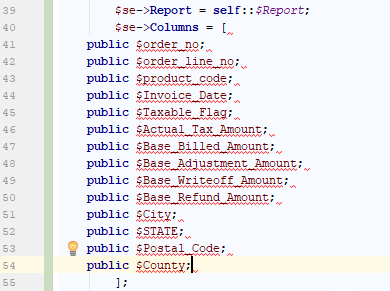 39 $se->Report = self::$Report;
40 $se->Columns = [
41 public $order_no;
42 public $order_line_no;
43 public $product_code;
44 public $Invoice_Date;
45 public $Taxable_Flag;
46 public $Actual_Tax_Amount;
47 public $Base_Billed_Amount;
48 public $Base_Adjustment_Amount;
49 public $Base_Writeoff_Amount;
50 public $Base_Refund_Amount;
51 public $City;
52 public $STATE;
53 public $Postal_Code;
54 public $County;
55 ];